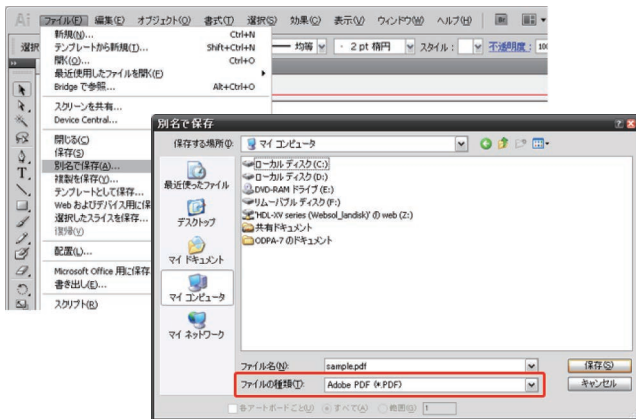 Ai ファイル(F) 編集(E) オブジェクト(O) 書式(T) 選択(S) 効果(C) 表示(V) ウィンドウ(W) ヘルプ(H) Br
選択
均等 2 pt 楕円 スタイル： 不透明度： 100
新規(N)... Ctrl+N
テンプレートから新規(T)... Shift+Ctrl+N
開く(O)... Ctrl+O
最近使用したファイルを開く(F)
Bridge で参照... Alt+Ctrl+O
スクリーンを共有...
Device Central...
閉じる(C)
保存(S)
別名で保存(A)...
複製を保存(Y)...
テンプレートとして保存...
Web およびデバイス用に保
選択したスライスを保存...
復帰(V)
配置(L)...
Microsoft Office 用に保存
書き出し(E)...
スクリプト(R)
別名で保存
保存する場所(I): マイ コンピュータ
最近使ったファイル
デスクトップ
マイ ドキュメント
マイ コンピュータ
マイ ネットワーク
ローカル ディスク (C:)
ローカル ディスク (D:)
DVD-RAM ドライブ (E:)
リムーバブル ディスク (F:)
'HDL-XV series (Websol_landisk)' の web (Z:)
共有ドキュメント
ODPA-7 のドキュメント
ファイル名(N): sample.pdf 保存(S)
ファイルの種類(T): Adobe PDF (*.PDF) キャンセル
各アートボードごと(U) すべて(A) 範囲(G) 1